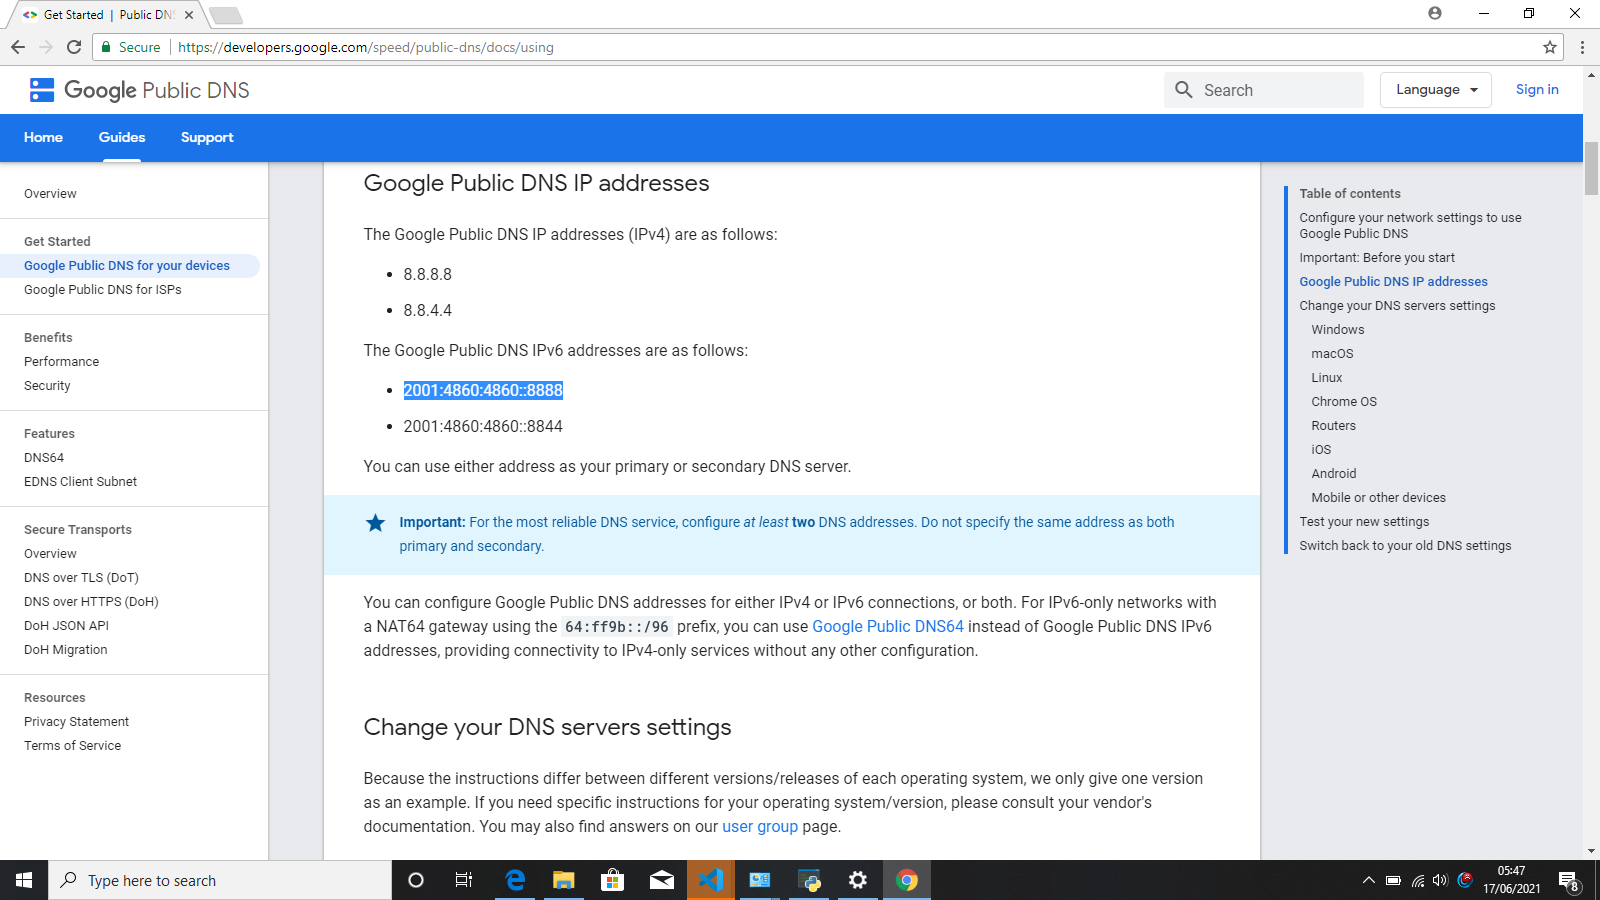 Get Started | Public DNS
Secure https://developers.google.com/speed/public-dns/docs/using
Google Public DNS
Search
Language
Sign in
Home
Guides
Support
Overview
Get Started
Google Public DNS for your devices
Google Public DNS for ISPs
Benefits
Performance
Security
Features
DNS64
EDNS Client Subnet
Secure Transports
Overview
DNS over TLS (DoT)
DNS over HTTPS (DoH)
DoH JSON API
DoH Migration
Resources
Privacy Statement
Terms of Service
Google Public DNS IP addresses
The Google Public DNS IP addresses (IPv4) are as follows:
• 8.8.8.8
• 8.8.4.4
The Google Public DNS IPv6 addresses are as follows:
• 2001:4860:4860::8888
• 2001:4860:4860::8844
You can use either address as your primary or secondary DNS server.
Important: For the most reliable DNS service, configure at least two DNS addresses. Do not specify the same address as both
primary and secondary.
You can configure Google Public DNS addresses for either IPv4 or IPv6 connections, or both. For IPv6-only networks with
a NAT64 gateway using the 64:ff9b::/96 prefix, you can use Google Public DNS64 instead of Google Public DNS IPv6
addresses, providing connectivity to IPv4-only services without any other configuration.
Change your DNS servers settings
Because the instructions differ between different versions/releases of each operating system, we only give one version
as an example. If you need specific instructions for your operating system/version, please consult your vendor's
documentation. You may also find answers on our user group page.
Table of contents
Configure your network settings to use
Google Public DNS
Important: Before you start
Google Public DNS IP addresses
Change your DNS servers settings
Windows
macOS
Linux
Chrome OS
Routers
iOS
Android
Mobile or other devices
Test your new settings
Switch back to your old DNS settings
Type here to search
05:47
17/06/2021
8